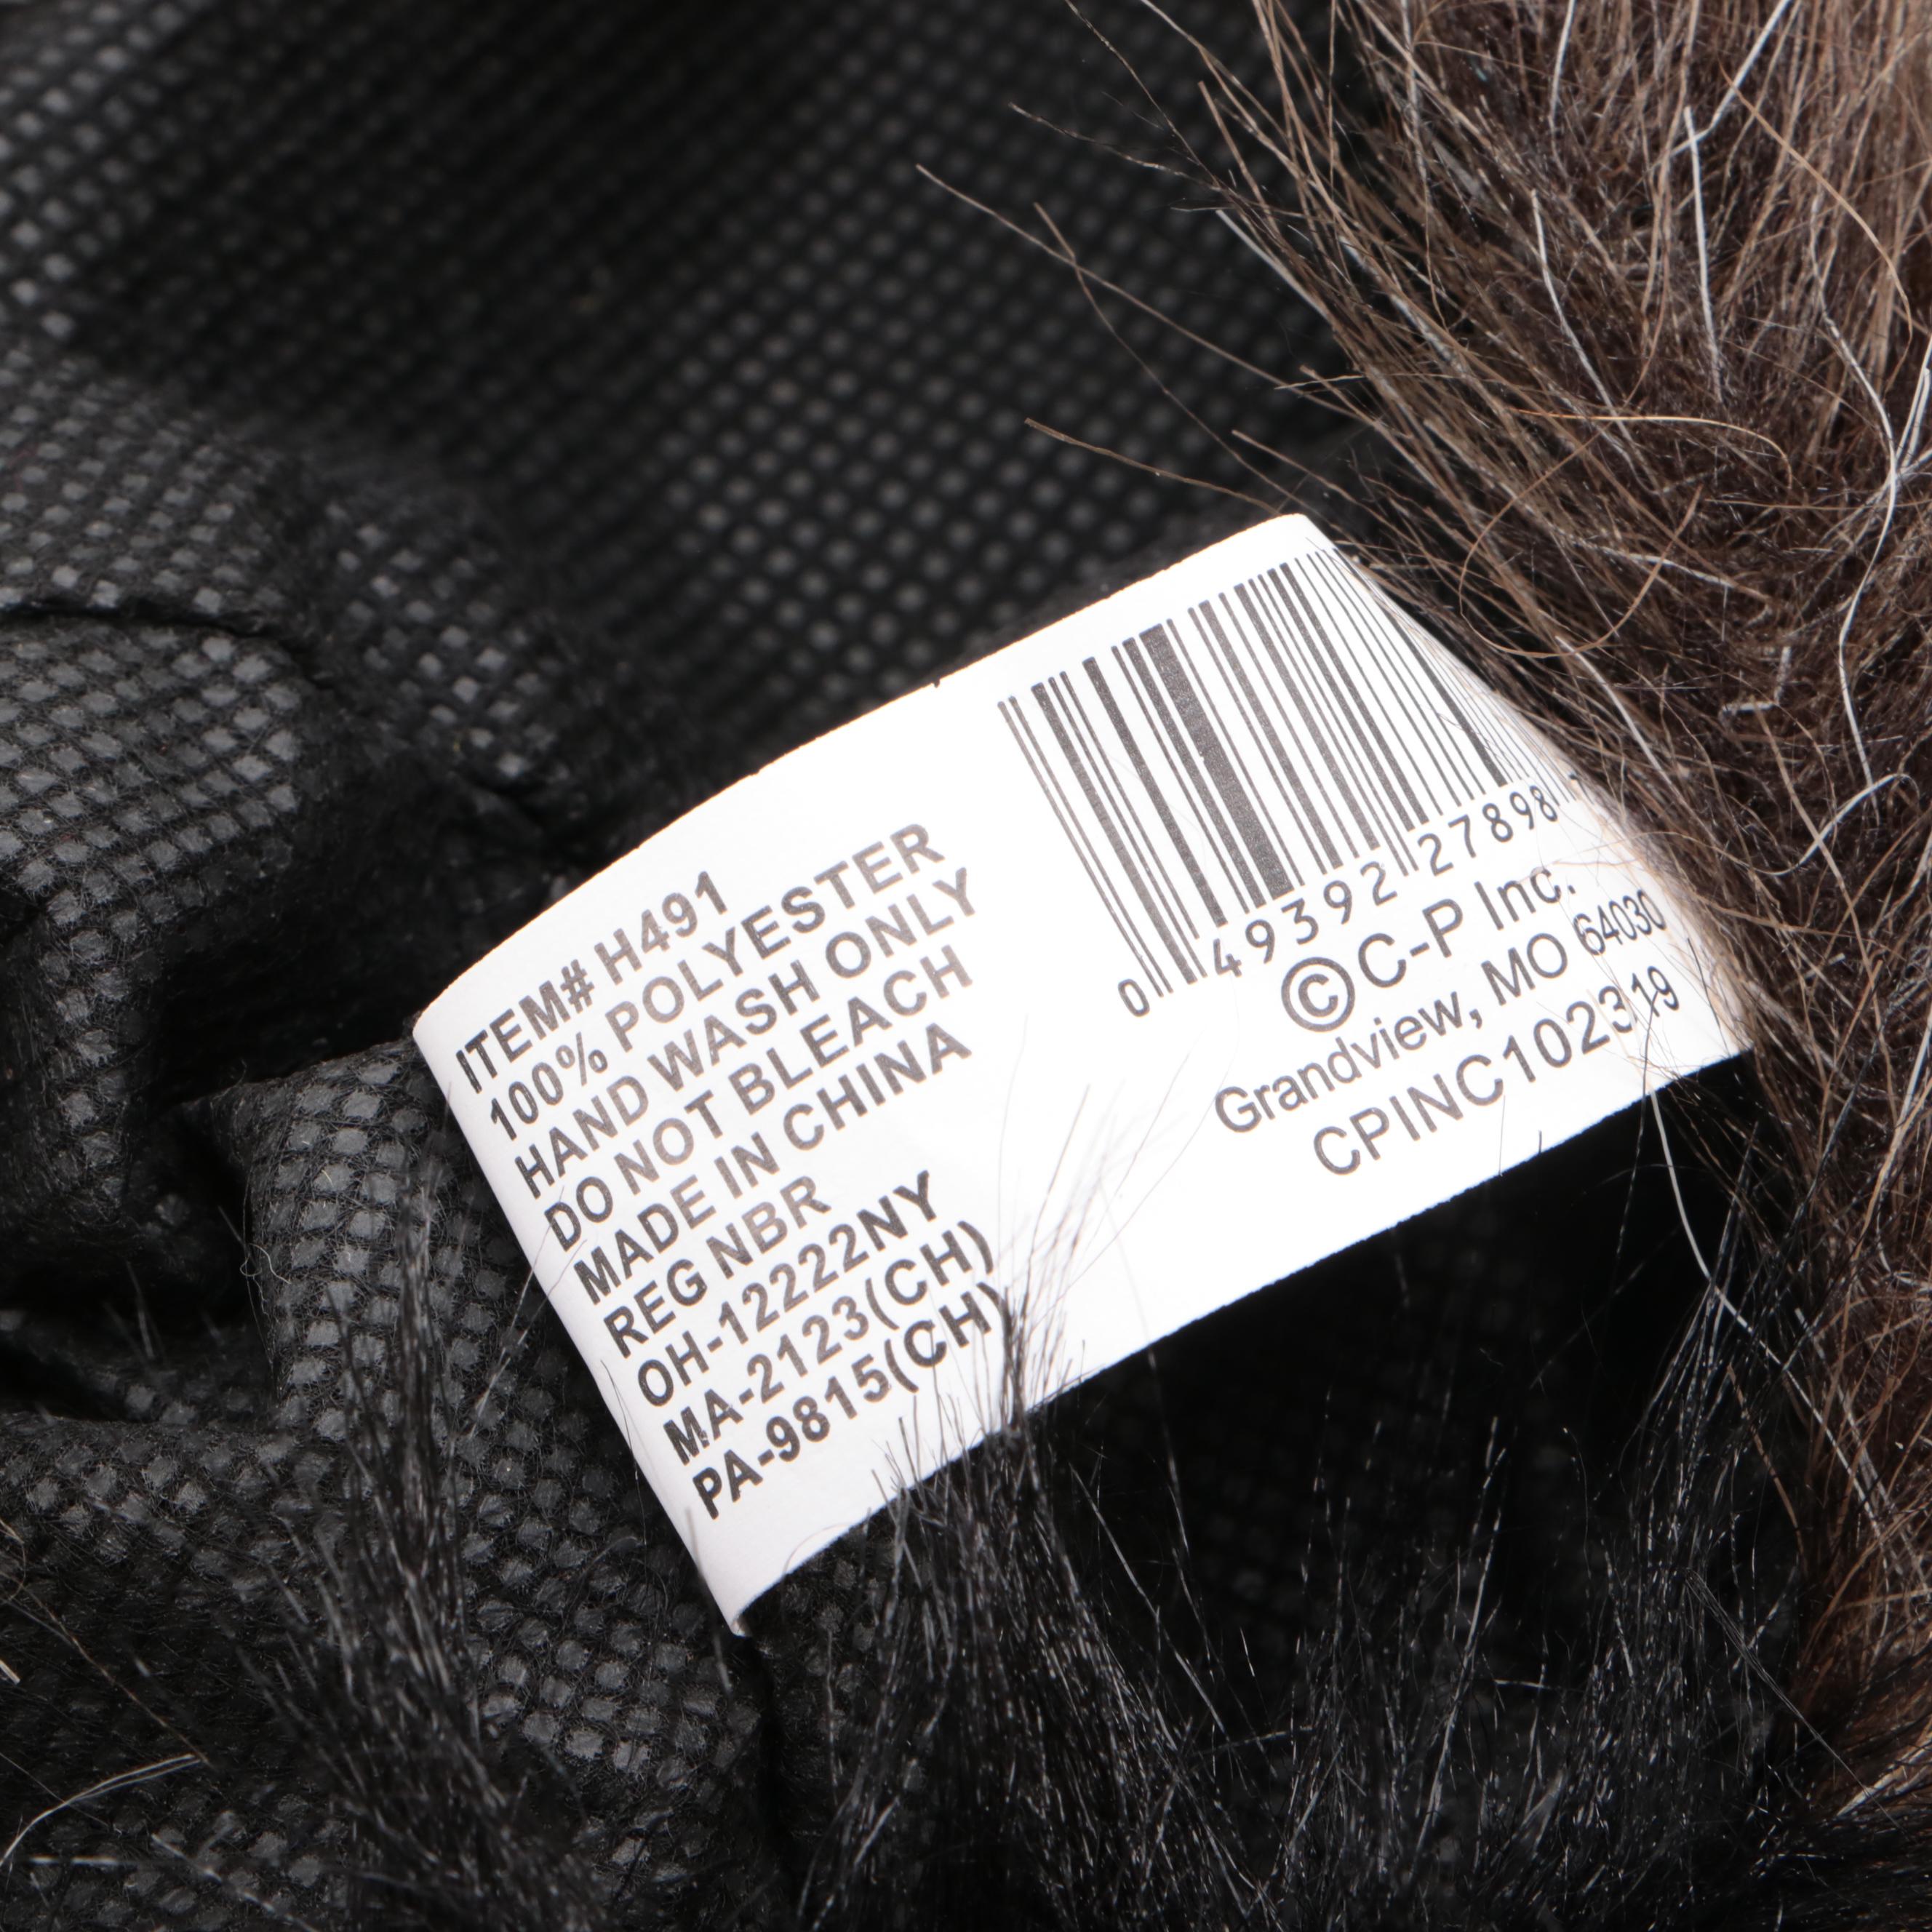 ITEM# H491
100% POLYESTER
HAND WASH ONLY
DO NOT BLEACH
MADE IN CHINA
REG NBR
OH-12222NY
MA-2123(CH)
PA-9815(CH)
0 49392 27898
©C-P Inc.
Grandview, MO 64030
CPINC102319